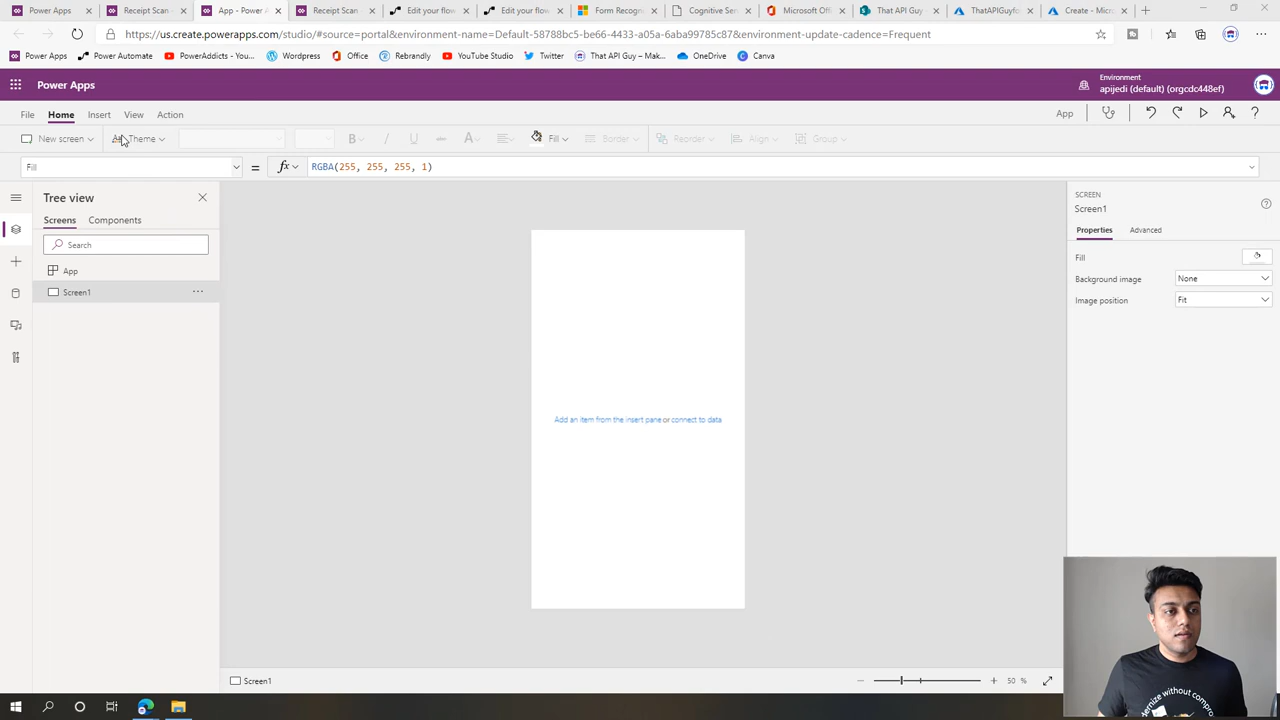 Power Apps
Receipt Scan -
App - Power A
Receipt Scan
Edit your flow
Edit your flow
Form Recogn
Cognitive Ser
Microsoft Offi
That API Guy
ThatAPIGuyfo
Create - Micro
https://us.create.powerapps.com/studio/#source=portal&environment-name=Default-58788bc5-be66-4433-a05a-6aba99785c87&environment-update-cadence=Frequent
Power Apps
Power Automate
PowerAddicts - You...
Wordpress
Office
Rebrandly
YouTube Studio
Twitter
That API Guy – Mak...
OneDrive
Canva
Power Apps
Environment
apijedi (default) (orgcdc448ef)
File Home Insert View Action
App
New screen
Theme
Fill
Border
Reorder
Align
Group
Fill
= fx RGBA(255, 255, 255, 1)
Tree view
Screens Components
Search
App
Screen1
Add an item from the insert pane or connect to data
SCREEN
Screen1
Properties Advanced
Fill
Background image None
Image position Fit
Screen1
50 %